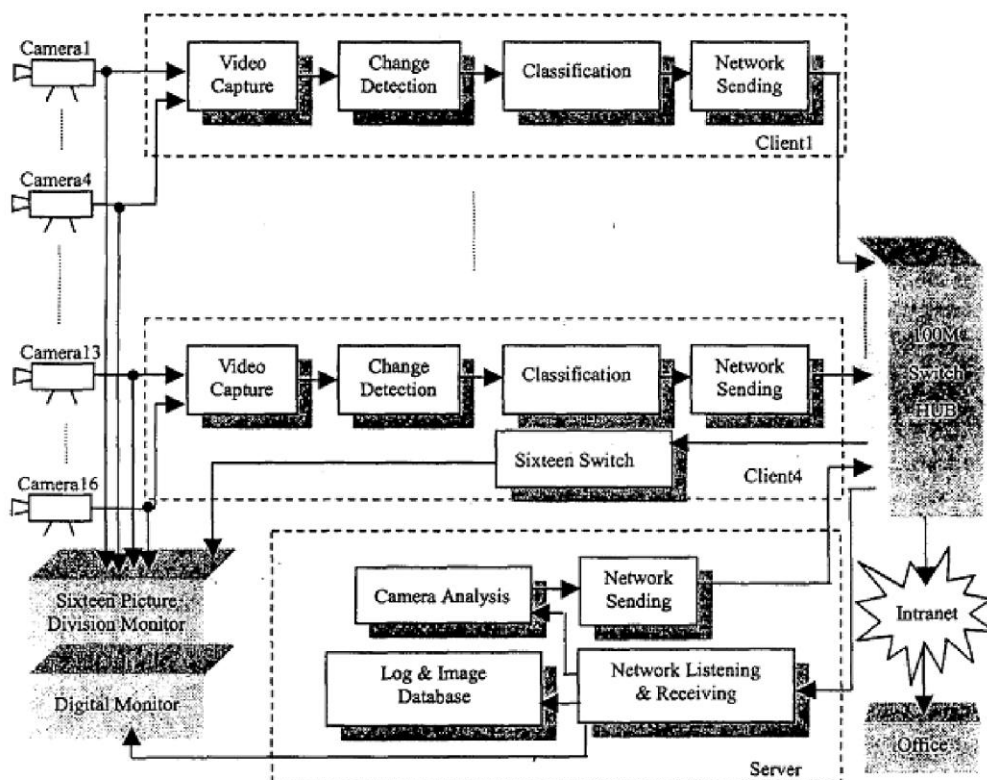 Camera1
Video
Capture
Change
Detection
Classification
Network
Sending
Client1
Camera4
Camera13
Video
Capture
Change
Detection
Classification
Network
Sending
100M
Switch
HUB
Sixteen Switch
Client4
Camera16
Sixteen Picture
Division Monitor
Digital Monitor
Camera Analysis
Network
Sending
Log & Image
Database
Network Listening
& Receiving
Server
Intranet
Office